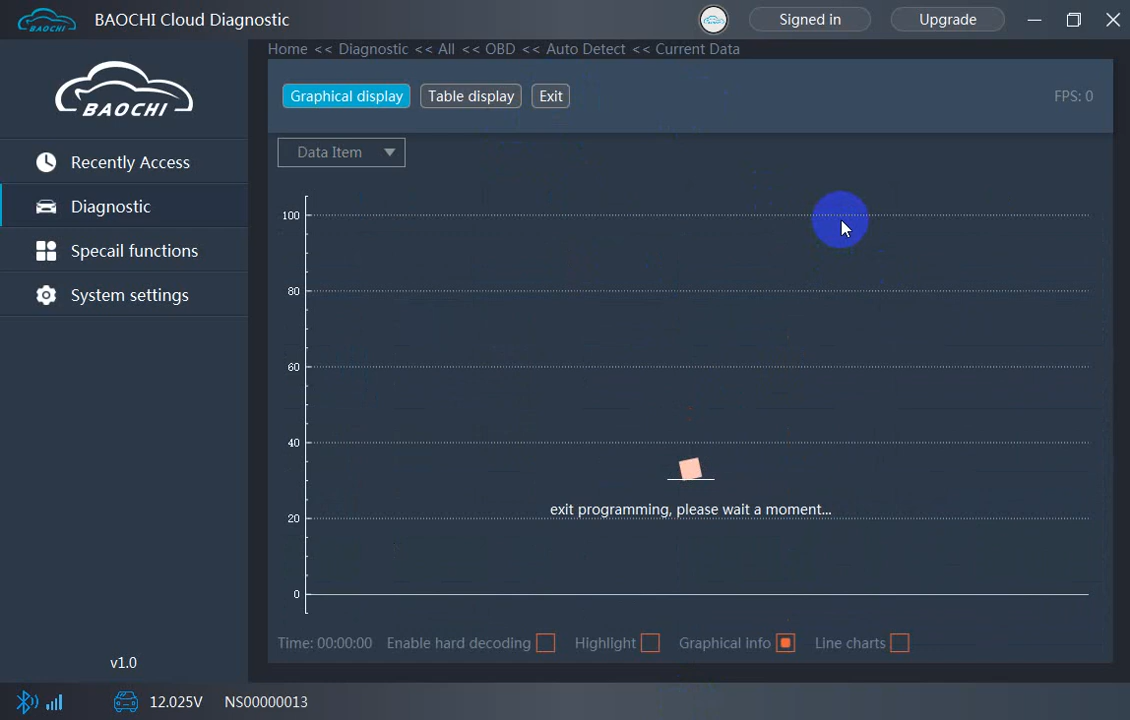 BAOCHI Cloud Diagnostic
Signed in
Upgrade
Home << Diagnostic << All << OBD << Auto Detect << Current Data
BAOCHI
Graphical display
Table display
Exit
FPS: 0
Recently Access
Diagnostic
Specail functions
System settings
Data Item
100
80
60
40
20
0
exit programming, please wait a moment...
Time: 00:00:00
Enable hard decoding
Highlight
Graphical info
Line charts
v1.0
12.025V
NS00000013